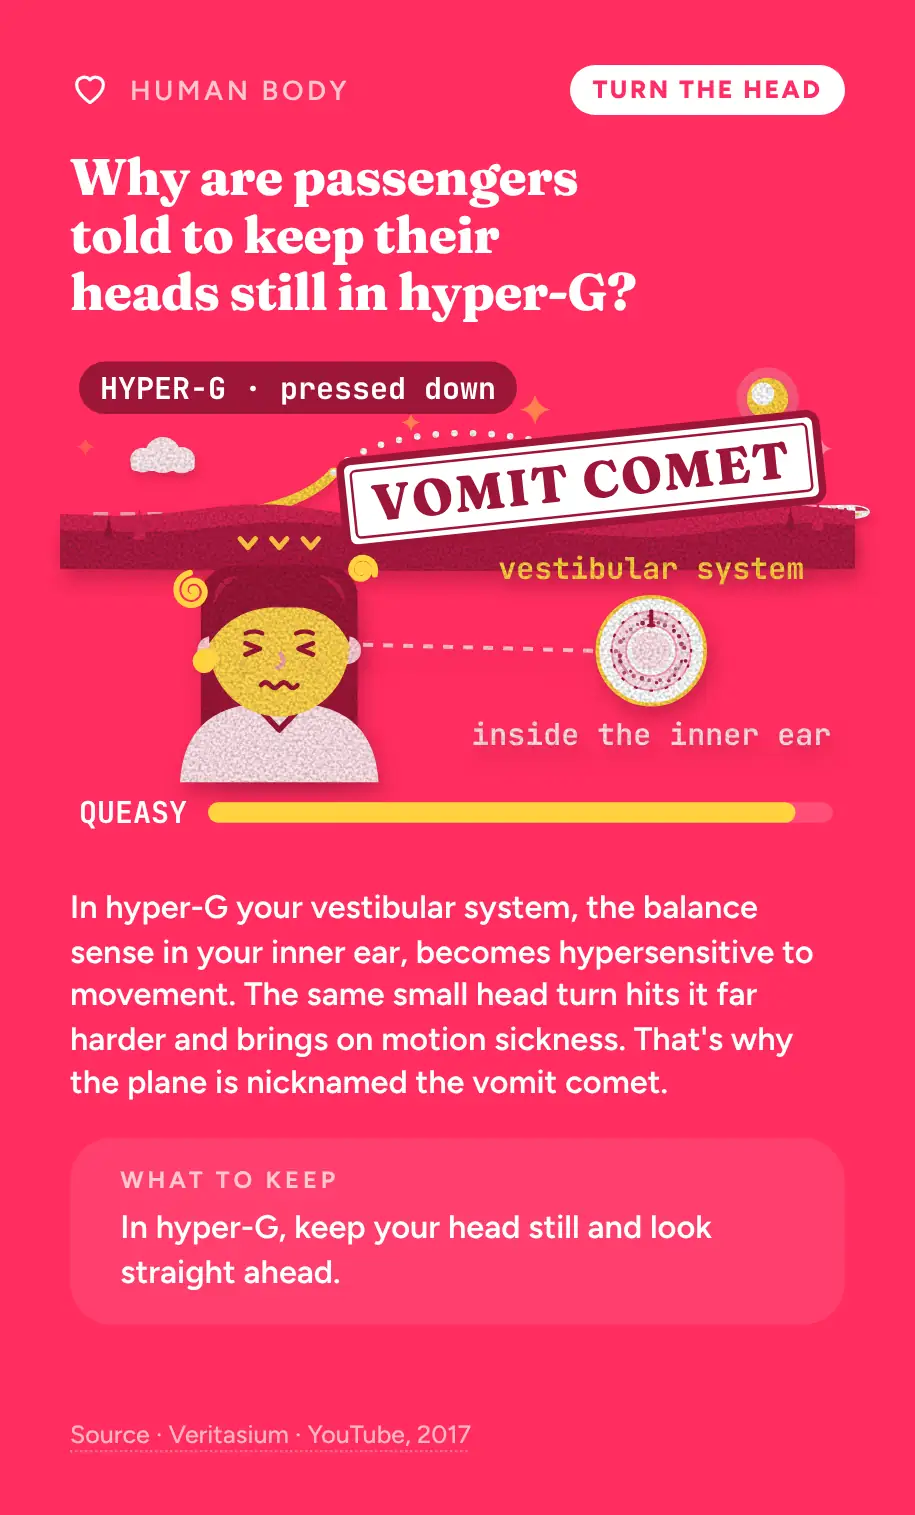 HUMAN BODY
TURN THE HEAD
Why are passengers
told to keep their
heads still in hyper-G?
HYPER-G · pressed down
VOMIT COMET
vestibular system
inside the inner ear
QUEASY
In hyper-G your vestibular system, the balance
sense in your inner ear, becomes hypersensitive to
movement. The same small head turn hits it far
harder and brings on motion sickness. That's why
the plane is nicknamed the vomit comet.
WHAT TO KEEP
In hyper-G, keep your head still and look
straight ahead.
Source · Veritasium · YouTube, 2017